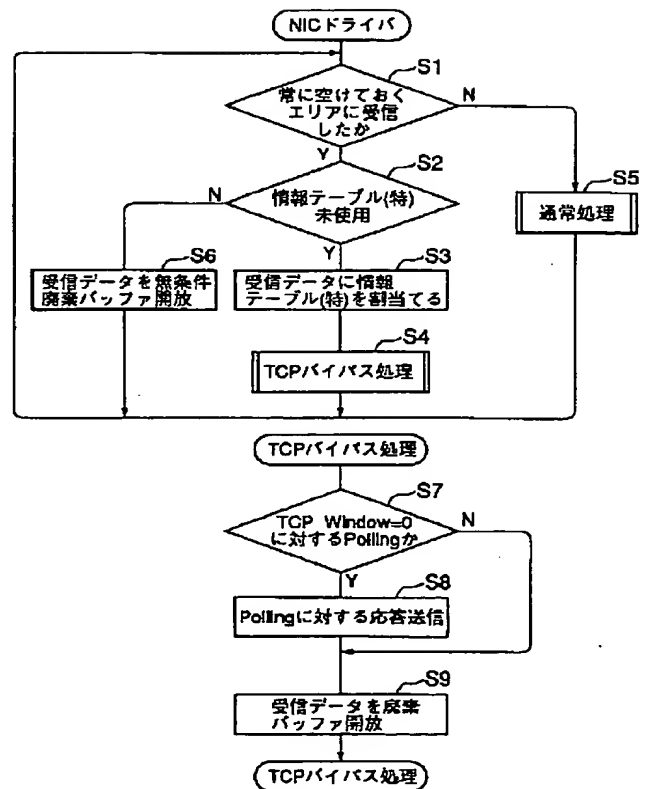 NICドライバ
S1
常に空けておく
エリアに受信
したか
N
Y
S2
情報テーブル(特)
未使用
N
Y
S5
通常処理
S6
受信データを無条件
廃棄バッファ開放
S3
受信データに情報
テーブル(特)を割当てる
S4
TCPバイパス処理
TCPバイパス処理
S7
TCP Window=0
に対するPollingか
N
Y
S8
Pollingに対する応答送信
S9
受信データを廃棄
バッファ開放
TCPバイパス処理